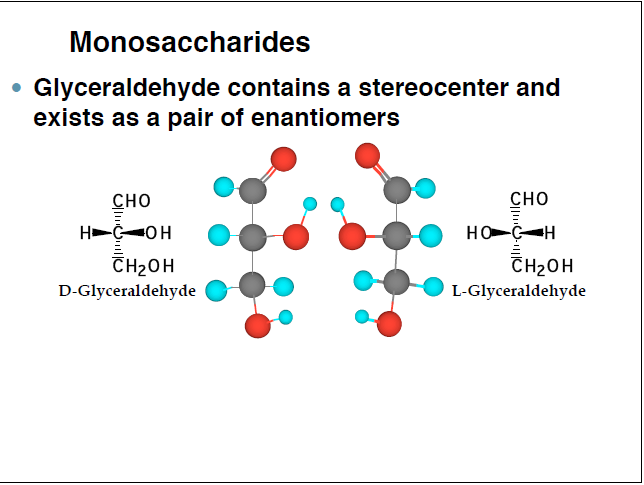 Monosaccharides
• Glyceraldehyde contains a stereocenter and
exists as a pair of enantiomers
CHO
H C OH
CH2OH
D-Glyceraldehyde
CHO
HO C H
CH2OH
L-Glyceraldehyde